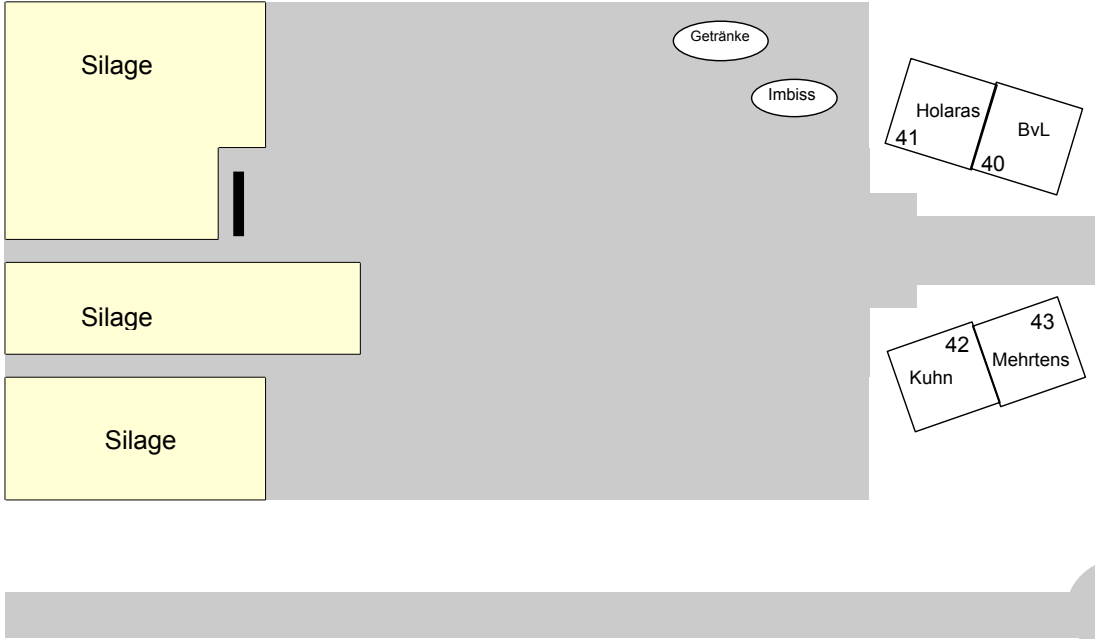 Silage
Getränke
Imbiss
Holaras
41
BvL
40
Silage
43
42
Mehrtens
Kuhn
Silage